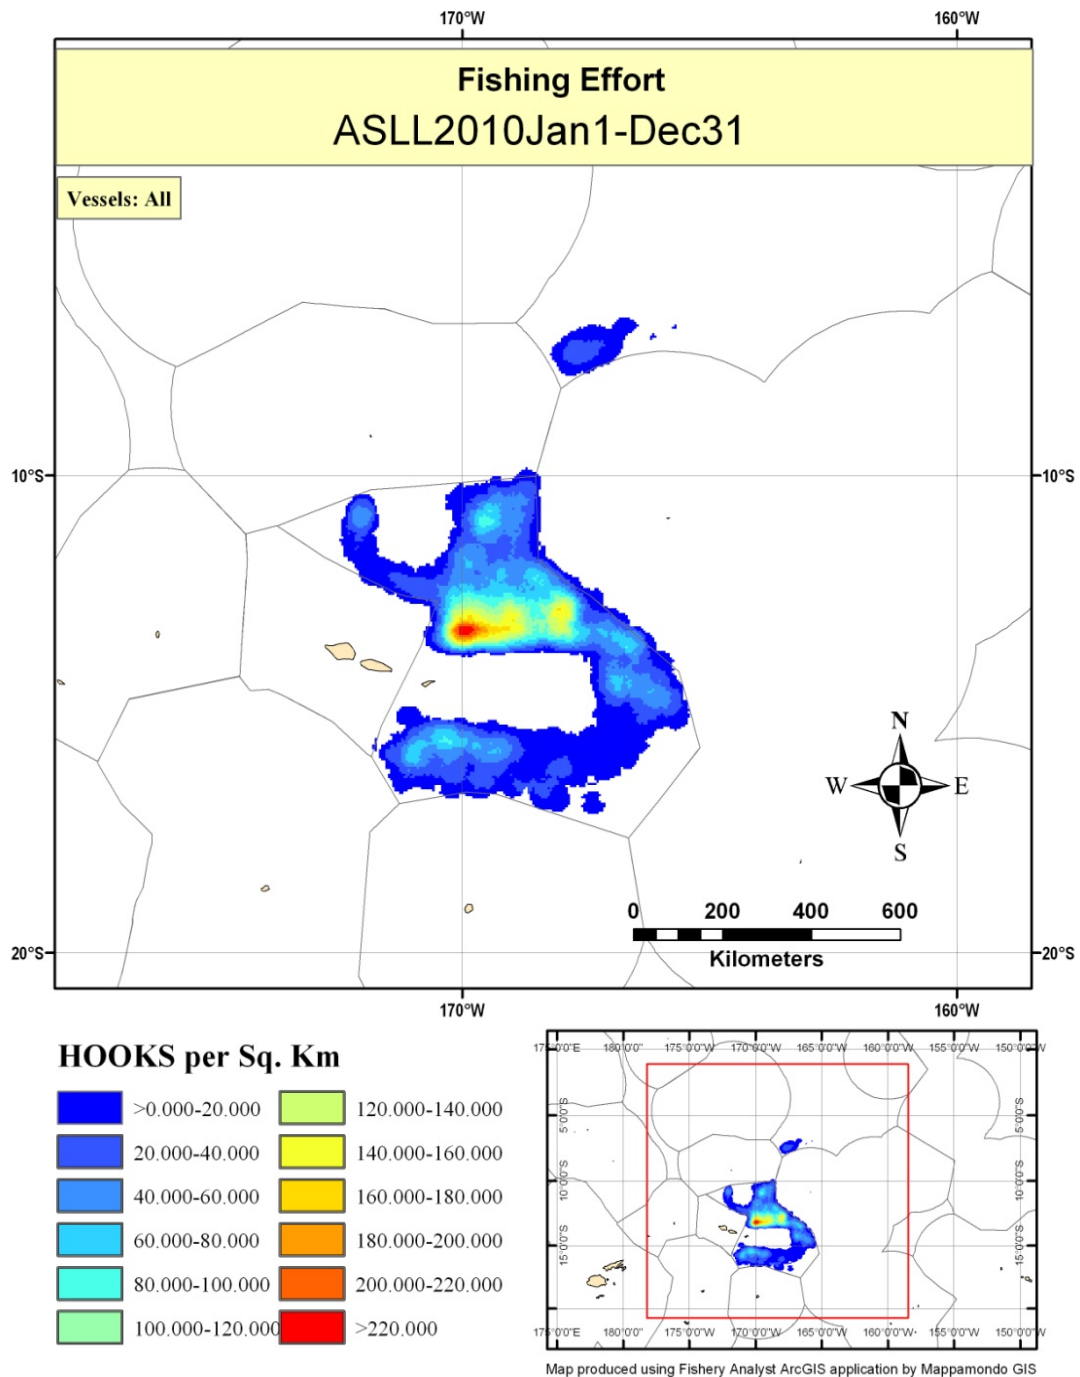 170°W 160°W
Fishing Effort
ASLL2010Jan1-Dec31
Vessels: All
10°S 10°S
N
W E
S
0 200 400 600
Kilometers
20°S 20°S
170°W 160°W
HOOKS per Sq. Km
>0.000-20.000 120.000-140.000
20.000-40.000 140.000-160.000
40.000-60.000 160.000-180.000
60.000-80.000 180.000-200.000
80.000-100.000 200.000-220.000
100.000-120.000 >220.000
175°0'0"E 180°0'0" 175°0'0"W 170°0'0"W 165°0'0"W 160°0'0"W 155°0'0"W 150°0'0"W
5°0'0"S 5°0'0"S
10°0'0"S 10°0'0"S
15°0'0"S 15°0'0"S
175°0'0"E 180°0'0" 175°0'0"W 170°0'0"W 165°0'0"W 160°0'0"W 155°0'0"W 150°0'0"W
Map produced using Fishery Analyst ArcGIS application by Mappamondo GIS